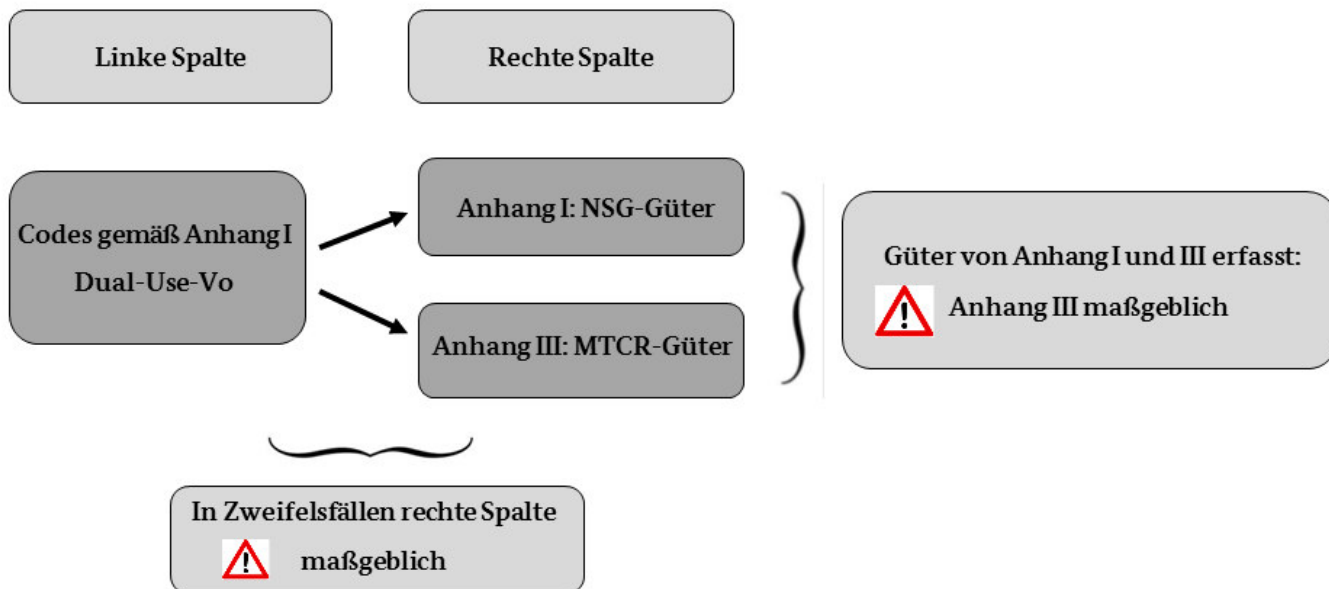 Linke Spalte
Rechte Spalte
Codes gemäß Anhang I
Dual-Use-Vo
Anhang I: NSG-Güter
Anhang III: MTCR-Güter
Güter von Anhang I und III erfasst:
Anhang III maßgeblich
In Zweifelsfällen rechte Spalte
maßgeblich